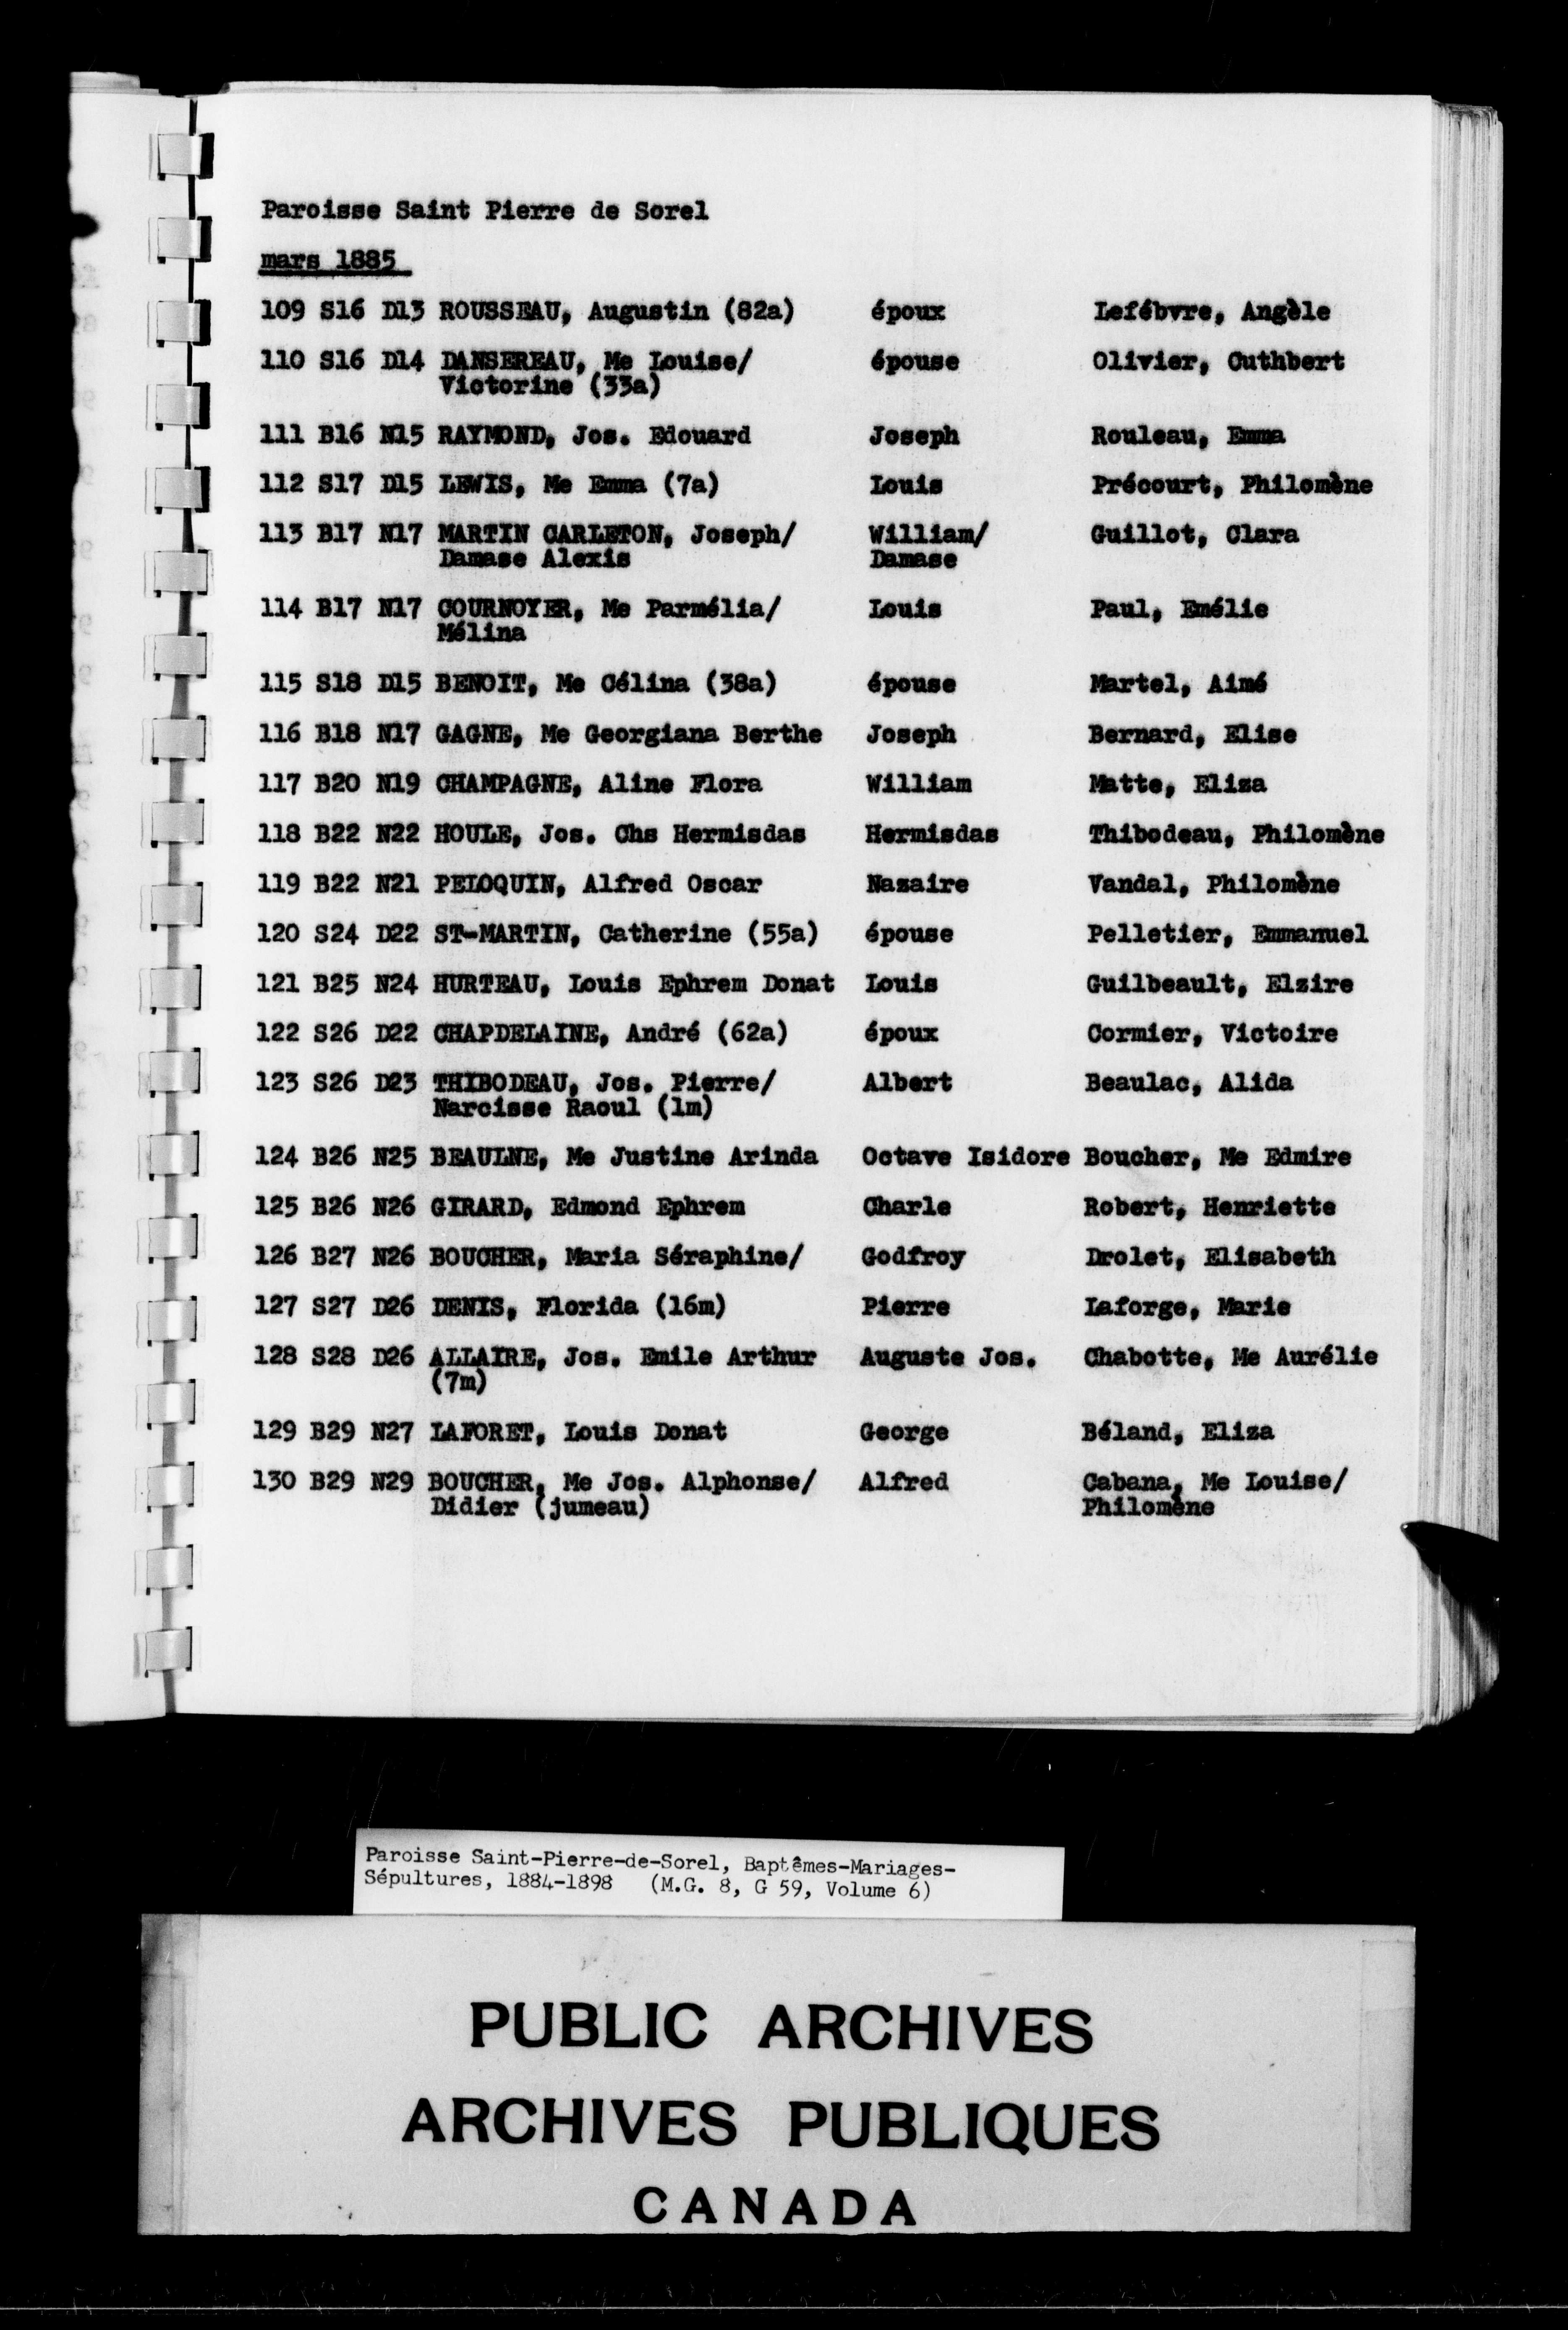 Paroisse Saint Pierre de Sorel
mars 1885
109 S16 D13 ROUSSEAU, Augustin (82a) époux Lefébvre, Angèle
110 S16 D14 DANSEREAU, Me Louise/ épouse Olivier, Cuthbert
Victorine (33a)
111 B16 N15 RAYMOND, Jos. Edouard Joseph Rouleau, Emma
112 S17 D15 LEWIS, Me Emma (7a) Louis Précourt, Philomène
113 B17 N17 MARTIN CARLETON, Joseph/ William/ Guillot, Clara
Damase Alexis Damase
114 B17 N17 COURNOYER, Me Parmélia/ Louis Paul, Emélie
Mélina
115 S18 D15 BENOIT, Me Célina (38a) épouse Martel, Aimé
116 B18 N17 GAGNE, Me Georgiana Berthe Joseph Bernard, Elise
117 B20 N19 CHAMPAGNE, Aline Flora William Matte, Eliza
118 B22 N22 HOULE, Jos. Chs Hermisdas Hermisdas Thibodeau, Philomène
119 B22 N21 PELOQUIN, Alfred Oscar Nazaire Vandal, Philomène
120 S24 D22 ST-MARTIN, Catherine (55a) épouse Pelletier, Emmanuel
121 B25 N24 HURTEAU, Louis Ephrem Donat Louis Guilbeault, Elzire
122 S26 D22 CHAPDELAINE, André (62a) époux Cormier, Victoire
123 S26 D23 THIBODEAU, Jos. Pierre/ Albert Beaulac, Alida
Narcisse Raoul (1m)
124 B26 N25 BEAULNE, Me Justine Arinda Octave Isidore Boucher, Me Edmire
125 B26 N26 GIRARD, Edmond Ephrem Charle Robert, Henriette
126 B27 N26 BOUCHER, Maria Séraphine/ Godfroy Drolet, Elisabeth
127 S27 D26 DENIS, Florida (16m) Pierre Laforge, Marie
128 S28 D26 ALLAIRE, Jos. Emile Arthur Auguste Jos. Chabotte, Me Aurélie
(7m)
129 B29 N27 LAFORET, Louis Donat George Béland, Eliza
130 B29 N29 BOUCHER, Me Jos. Alphonse/ Alfred Cabana, Me Louise/
Didier (jumeau) Philomène
Paroisse Saint-Pierre-de-Sorel, Baptêmes-Mariages-
Sépultures, 1884-1898 (M.G. 8, G 59, Volume 6)
PUBLIC ARCHIVES
ARCHIVES PUBLIQUES
CANADA